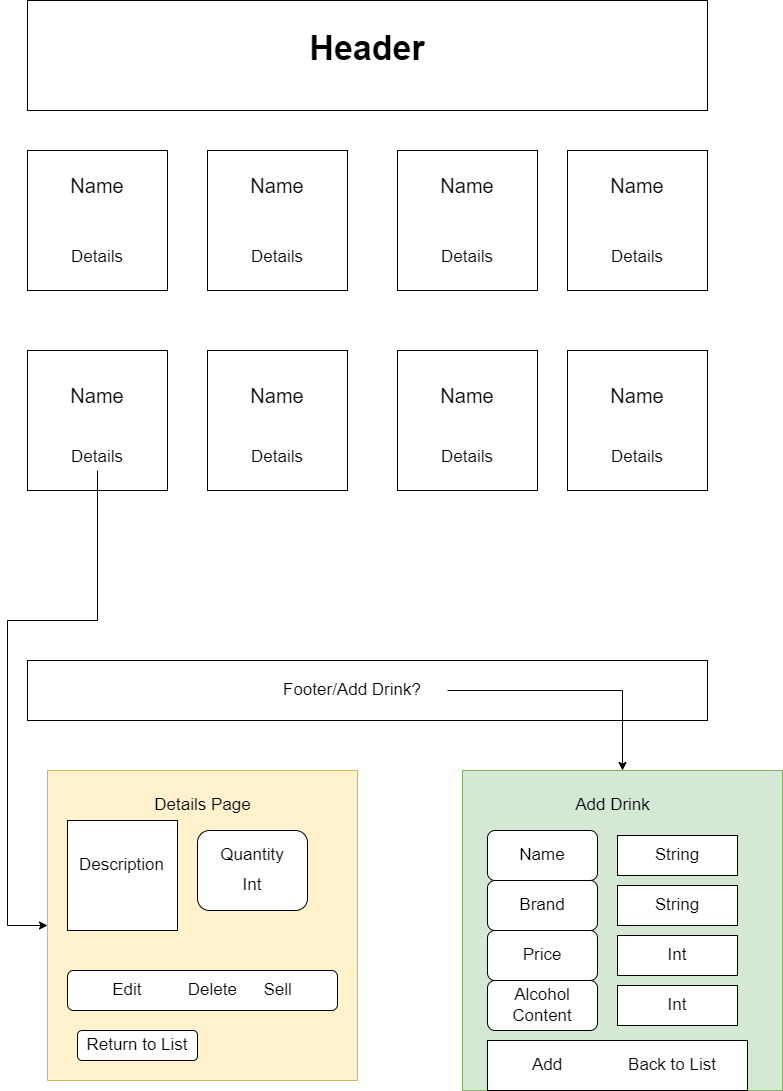 Header
Name Name Name Name
Details Details Details Details
Name Name Name Name
Details Details Details Details
Footer/Add Drink?
Details Page
Description
Quantity
Int
Edit Delete Sell
Return to List
Add Drink
Name String
Brand String
Price Int
Alcohol
Content
Int
Add Back to List